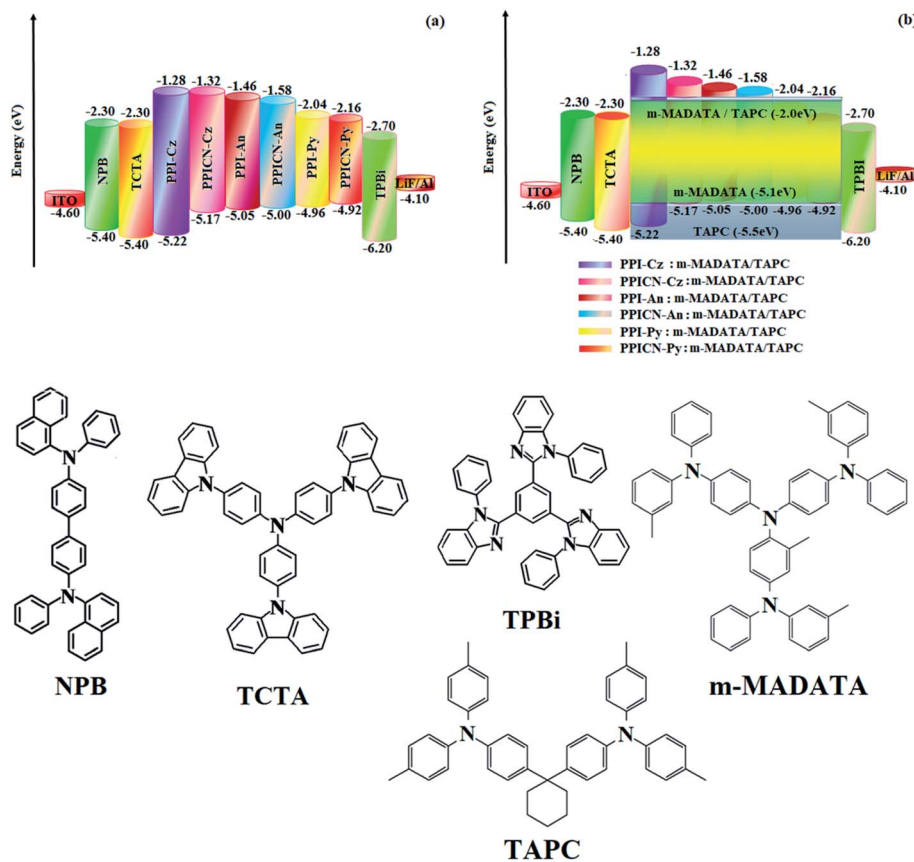 (a)
Energy (eV)
-1.28 -1.32 -1.46 -1.58
-2.30 -2.30 -2.04 -2.16
-2.70
ITO NPB TCTA PPI-Cz PPICN-Cz PPI-An PPICN-An PPI-Py PPICN-Py TPBi LiF/Al
-4.60 -4.10
-5.40 -5.40 -5.22 -5.17 -5.05 -5.00 -4.96 -4.92
-6.20
(b)
Energy (eV)
-1.28
-1.32 -1.46 -1.58
-2.04 -2.16
-2.30 -2.30 -2.70
m-MADATA / TAPC (-2.0eV)
ITO NPB TCTA TPBI LiF/Al
-4.60 -4.10
m-MADATA (-5.1eV)
-5.40 -5.40 -5.22 -5.17 -5.05 -5.00 -4.96 -4.92
TAPC (-5.5eV)
-6.20
PPI-Cz : m-MADATA/TAPC
PPICN-Cz : m-MADATA/TAPC
PPI-An : m-MADATA/TAPC
PPICN-An : m-MADATA/TAPC
PPI-Py : m-MADATA/TAPC
PPICN-Py : m-MADATA/TAPC
N
N
NPB
N N
N
N
TCTA
N N
N N
N N
TPBi
N N
N
N
m-MADATA
N N
TAPC